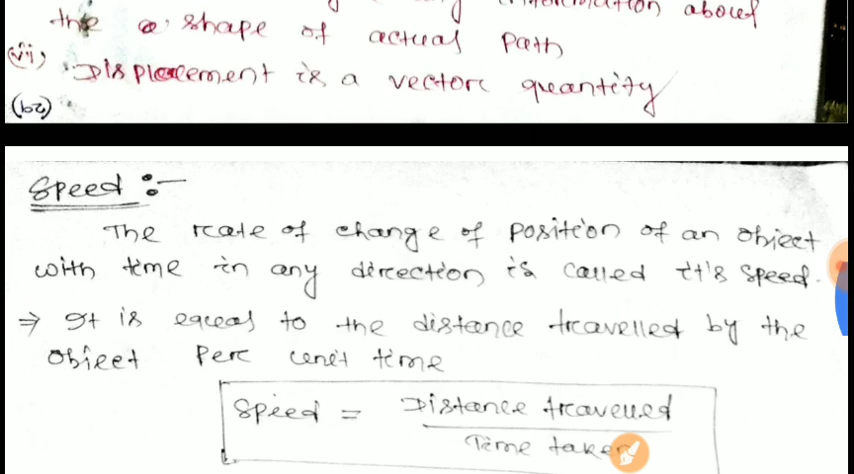 about
the shape of actual path
(vii) Displacement is a vector quantity
Speed :-
The rate of change of position of an object
with time in any direction is called it's speed.
⇒ It is equal to the distance travelled by the
object Per unit time
Speed = Distance travelled
Time taken